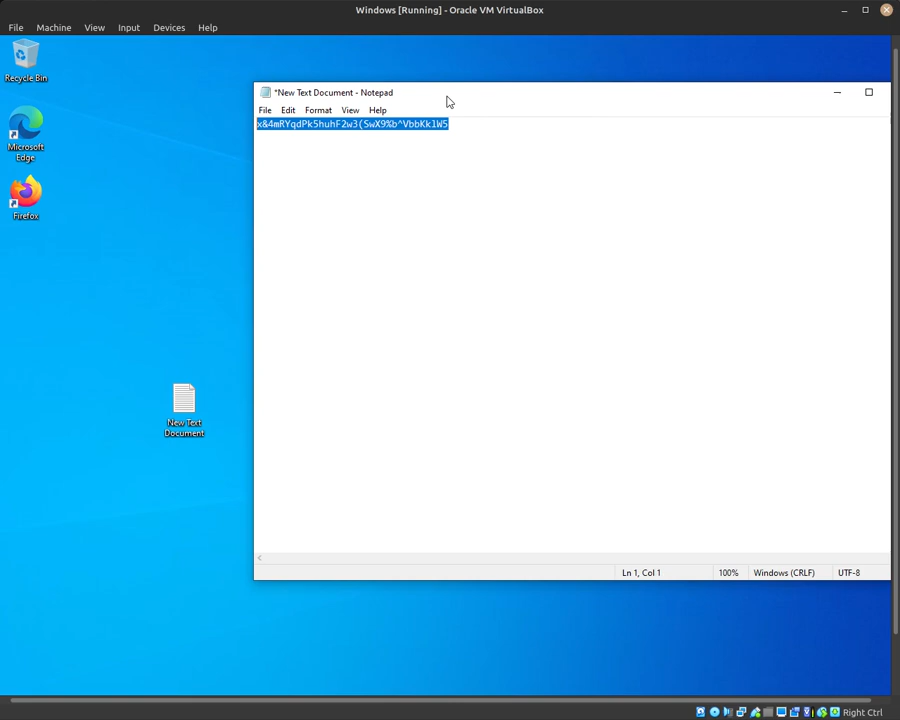 Windows [Running] - Oracle VM VirtualBox
File Machine View Input Devices Help
Recycle Bin
Microsoft
Edge
Firefox
New Text
Document
*New Text Document - Notepad
File Edit Format View Help
x&4mRYqdPk5huhF2w3(SwX9%b^VbbKklW5
Ln 1, Col 1 100% Windows (CRLF) UTF-8
Right Ctrl